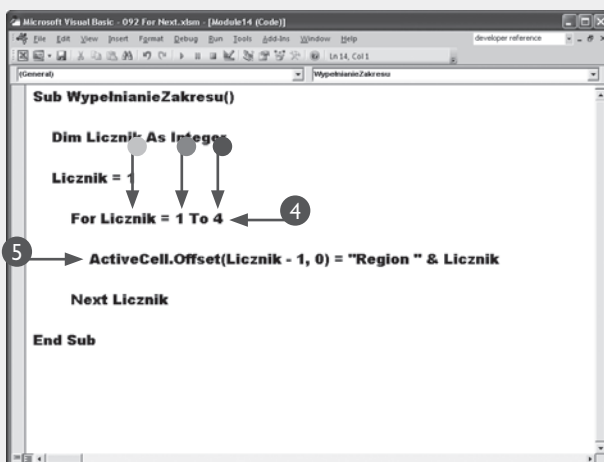 Microsoft Visual Basic - 092 For Next.xlsm - [Module14 (Code)]
File Edit View Insert Format Debug Run Tools Add-Ins Window Help developer reference
Ln 14, Col 1
(General) WypełnianieZakresu
Sub WypełnianieZakresu()
Dim Licznik As Integer
Licznik = 1
For Licznik = 1 To 4
4
5
ActiveCell.Offset(Licznik - 1, 0) = "Region " & Licznik
Next Licznik
End Sub